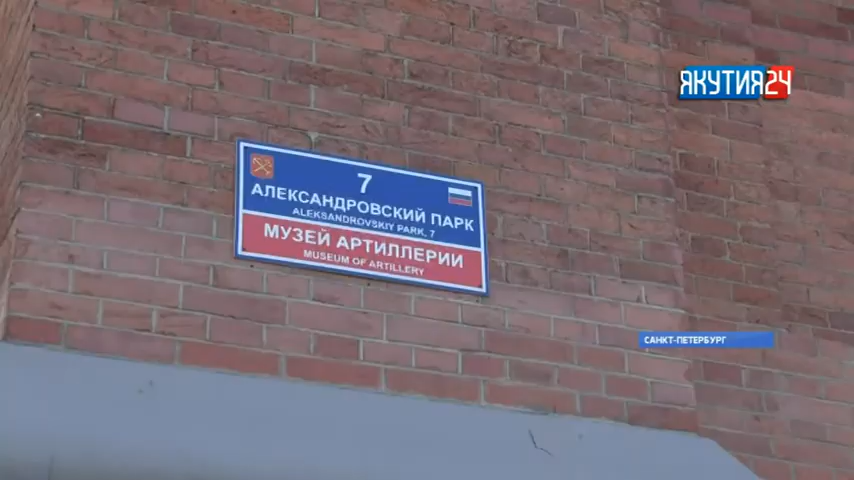 ЯКУТИЯ24
7
АЛЕКСАНДРОВСКИЙ ПАРК
ALEKSANDROVSKIY PARK, 7
МУЗЕЙ АРТИЛЛЕРИИ
MUSEUM OF ARTILLERY
САНКТ-ПЕТЕРБУРГ